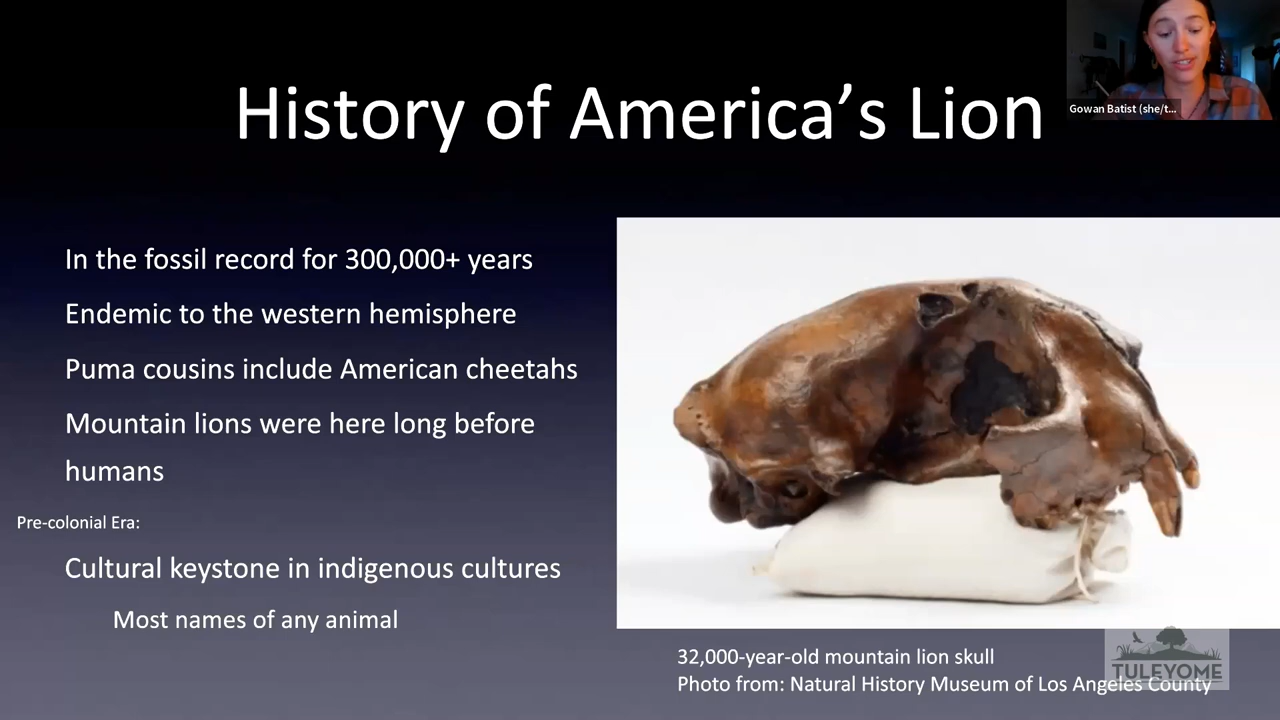 History of America’s Lion
Gowan Batist (she/t...
In the fossil record for 300,000+ years
Endemic to the western hemisphere
Puma cousins include American cheetahs
Mountain lions were here long before
humans
Pre-colonial Era:
Cultural keystone in indigenous cultures
Most names of any animal
32,000-year-old mountain lion skull
Photo from: Natural History Museum of Los Angeles County
TULEYOME